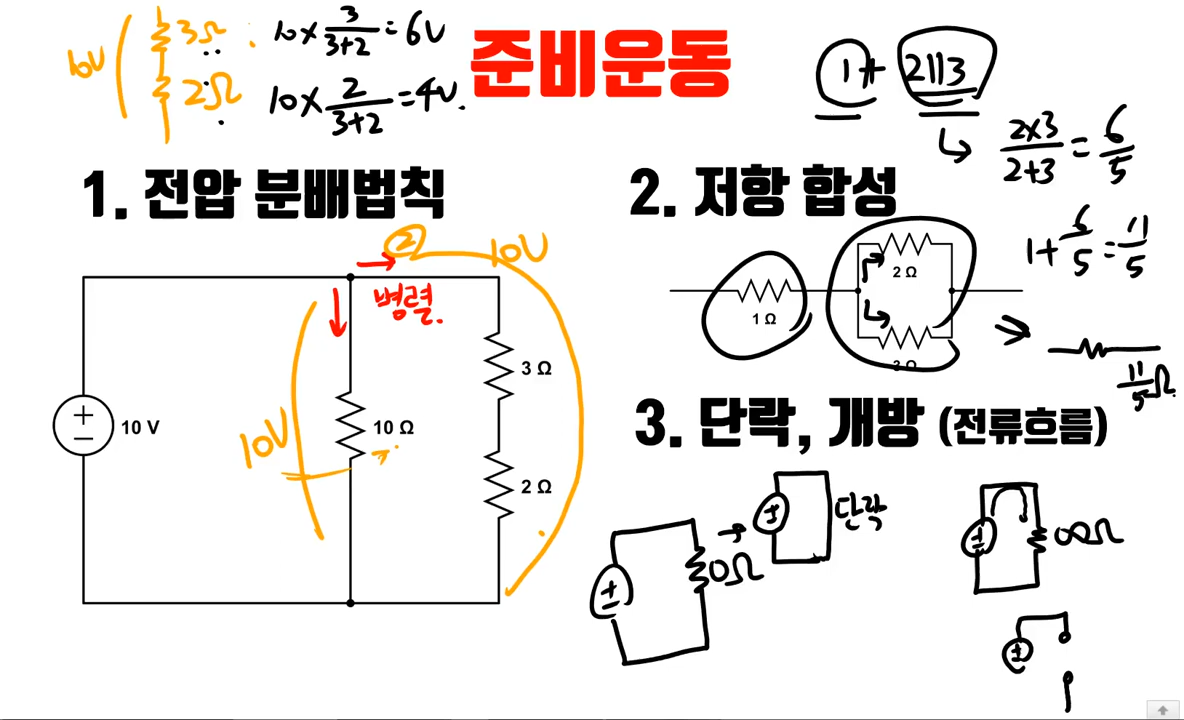 준비운동
10V
3Ω : 10 × 3/(3+2) = 6V
2Ω 10 × 2/(3+2) = 4V.
1 + 2||3
↳ 2×3/2+3 = 6/5
1 + 6/5 = 11/5
1. 전압 분배법칙
②
10V
병렬.
10 V
10V
10 Ω
3 Ω
2 Ω
2. 저항 합성
1 Ω
2 Ω
3 Ω
11/5 Ω
3. 단락, 개방 (전류흐름)
0Ω
단락
∞Ω